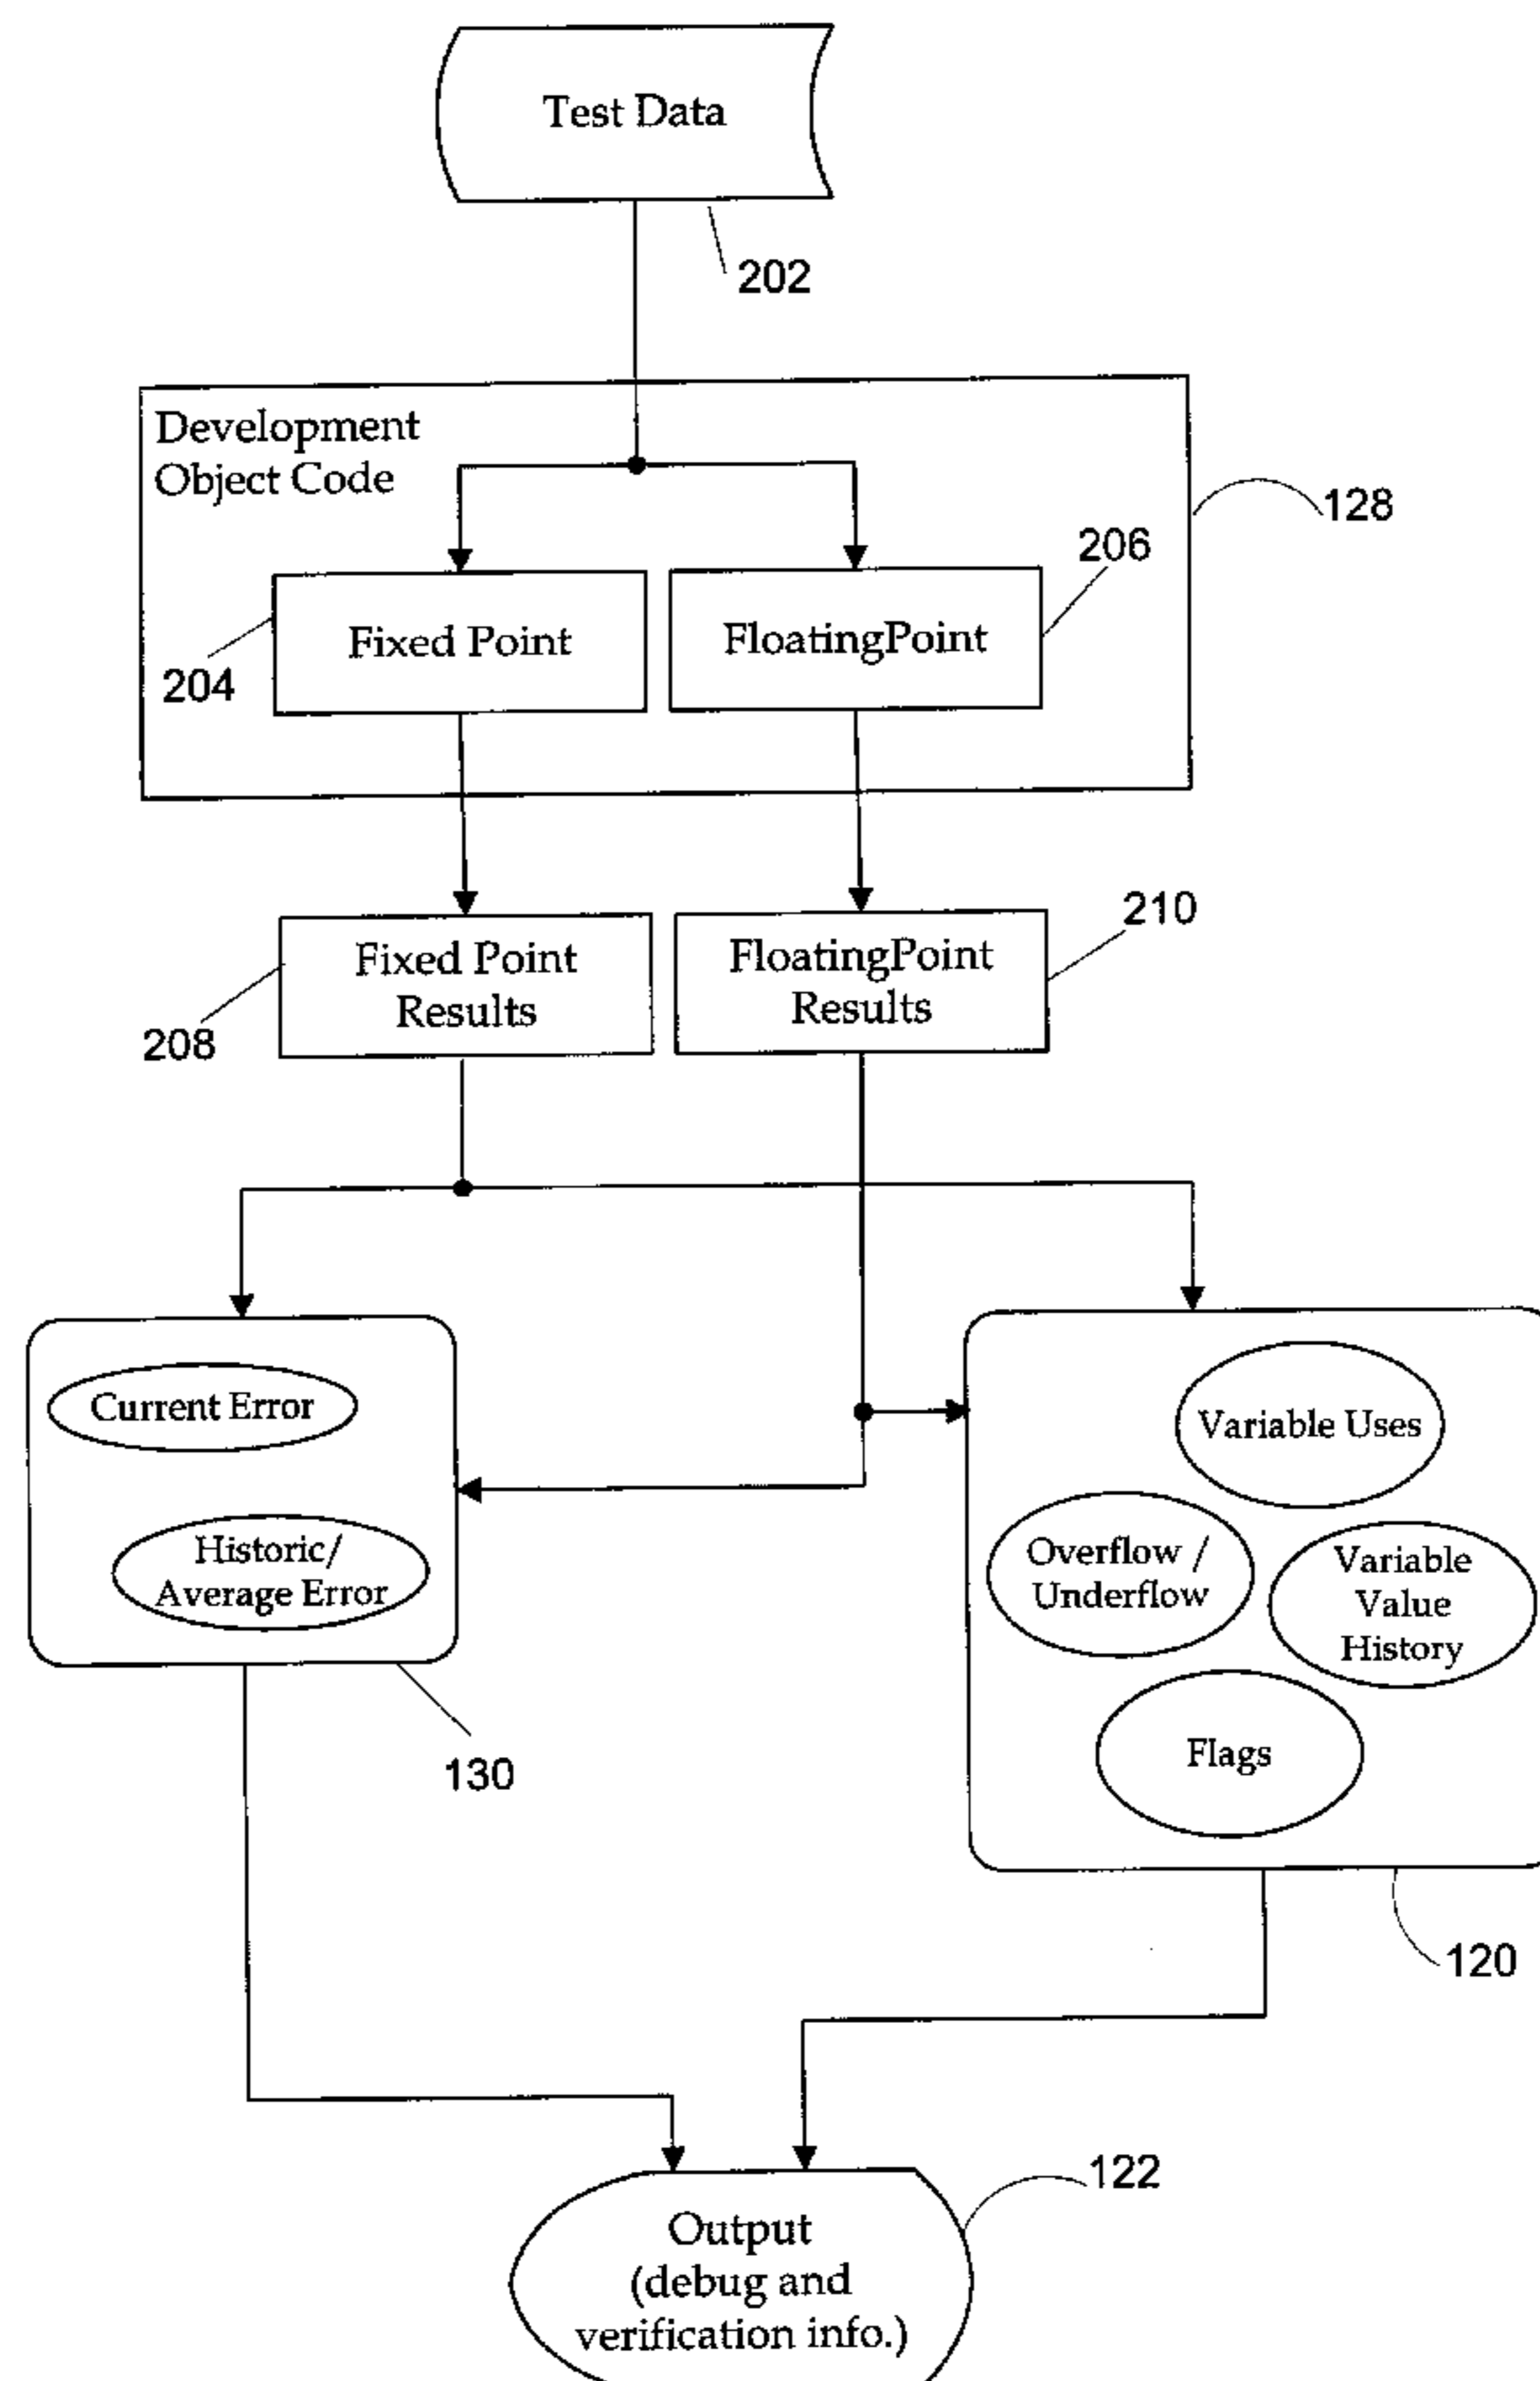 Test Data
202
Development
Object Code
128
206
Fixed Point
FloatingPoint
204
210
Fixed Point
Results
FloatingPoint
Results
208
Current Error
Historic/
Average Error
130
Variable Uses
Overflow /
Underflow
Variable
Value
History
Flags
120
122
Output
(debug and
verification info.)